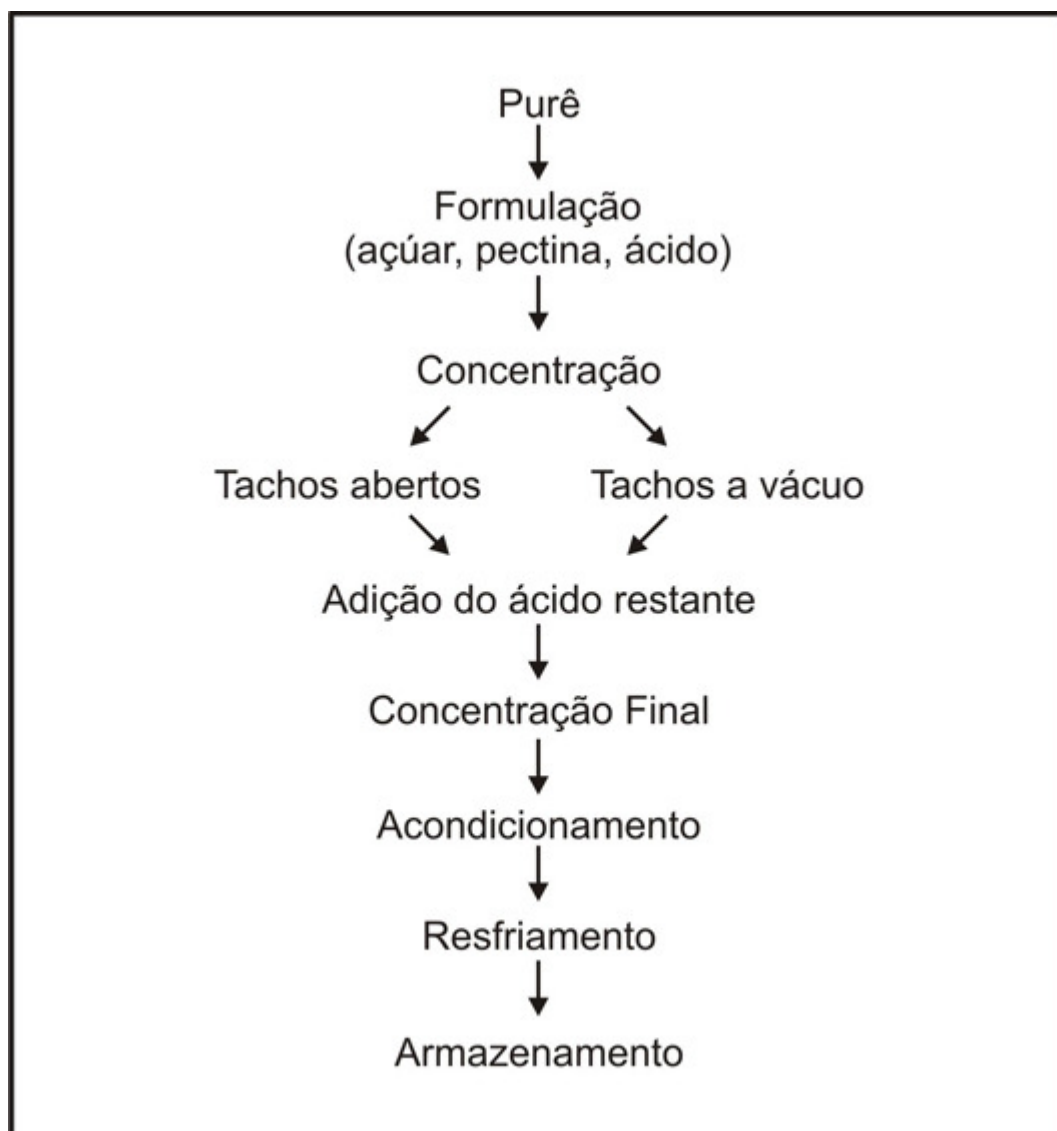 Purê
Formulação
(açúar, pectina, ácido)
Concentração
Tachos abertos
Tachos a vácuo
Adição do ácido restante
Concentração Final
Acondicionamento
Resfriamento
Armazenamento